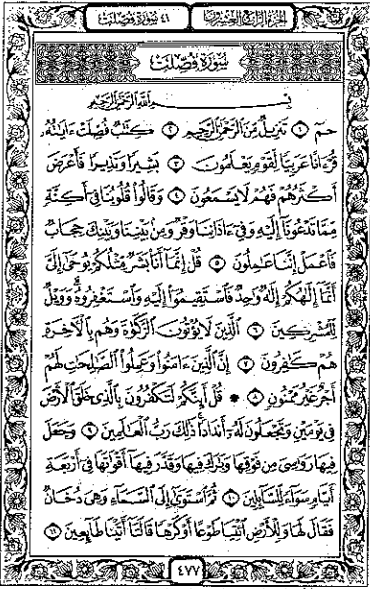 الجزء الرابع والعشرون ٤١ سورة فصلت
سورة فصلت
بسم الله الرحمن الرحيم
حمٓ ١ تَنزِيلٌ مِّنَ ٱلرَّحْمَٰنِ ٱلرَّحِيمِ ٢ كِتَٰبٌ فُصِّلَتْ ءَايَٰتُهُۥ
قُرْءَانًا عَرَبِيًّا لِّقَوْمٍ يَعْلَمُونَ ٣ بَشِيرًا وَنَذِيرًا فَأَعْرَضَ
أَكْثَرُهُمْ فَهُمْ لَا يَسْمَعُونَ ٤ وَقَالُوا۟ قُلُوبُنَا فِىٓ أَكِنَّةٍ
مِّمَّا تَدْعُونَآ إِلَيْهِ وَفِىٓ ءَاذَانِنَا وَقْرٌ وَمِنۢ بَيْنِنَا وَبَيْنِكَ حِجَابٌ
فَٱعْمَلْ إِنَّنَا عَٰمِلُونَ ٥ قُلْ إِنَّمَآ أَنَا۠ بَشَرٌ مِّثْلُكُمْ يُوحَىٰٓ إِلَىَّ
أَنَّمَآ إِلَٰهُكُمْ إِلَٰهٌ وَٰحِدٌ فَٱسْتَقِيمُوٓا۟ إِلَيْهِ وَٱسْتَغْفِرُوهُ ۗ وَوَيْلٌ
لِّلْمُشْرِكِينَ ٦ ٱلَّذِينَ لَا يُؤْتُونَ ٱلزَّكَوٰةَ وَهُم بِٱلْءَاخِرَةِ
هُمْ كَٰفِرُونَ ٧ إِنَّ ٱلَّذِينَ ءَامَنُوا۟ وَعَمِلُوا۟ ٱلصَّٰلِحَٰتِ لَهُمْ
أَجْرٌ غَيْرُ مَمْنُونٍ ٨ * قُلْ أَئِنَّكُمْ لَتَكْفُرُونَ بِٱلَّذِى خَلَقَ ٱلْأَرْضَ
فِى يَوْمَيْنِ وَتَجْعَلُونَ لَهُۥٓ أَندَادًا ۚ ذَٰلِكَ رَبُّ ٱلْعَٰلَمِينَ ٩ وَجَعَلَ
فِيهَا رَوَٰسِىَ مِن فَوْقِهَا وَبَٰرَكَ فِيهَا وَقَدَّرَ فِيهَآ أَقْوَٰتَهَا فِىٓ أَرْبَعَةِ
أَيَّامٍ سَوَآءً لِّلسَّآئِلِينَ ١٠ ثُمَّ ٱسْتَوَىٰٓ إِلَى ٱلسَّمَآءِ وَهِىَ دُخَانٌ
فَقَالَ لَهَا وَلِلْأَرْضِ ٱئْتِيَا طَوْعًا أَوْ كَرْهًا قَالَتَآ أَتَيْنَا طَآئِعِينَ ١١
٤٧٧